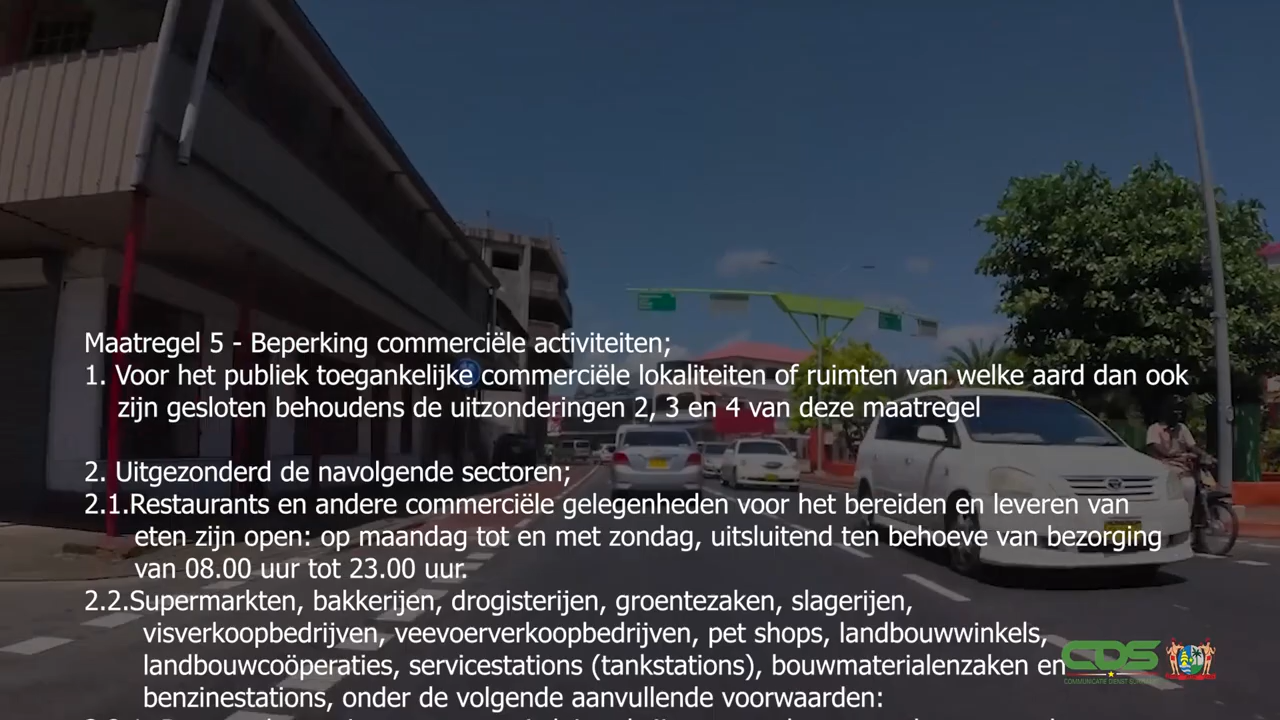 Maatregel 5 - Beperking commerciële activiteiten;
1. Voor het publiek toegankelijke commerciële lokaliteiten of ruimten van welke aard dan ook
zijn gesloten behoudens de uitzonderingen 2, 3 en 4 van deze maatregel
2. Uitgezonderd de navolgende sectoren;
2.1.Restaurants en andere commerciële gelegenheden voor het bereiden en leveren van
eten zijn open: op maandag tot en met zondag, uitsluitend ten behoeve van bezorging
van 08.00 uur tot 23.00 uur.
2.2.Supermarkten, bakkerijen, drogisterijen, groentezaken, slagerijen,
visverkoopbedrijven, veevoerverkoopbedrijven, pet shops, landbouwwinkels,
landbouwcoöperaties, servicestations (tankstations), bouwmaterialenzaken en
benzinestations, onder de volgende aanvullende voorwaarden:
CDS